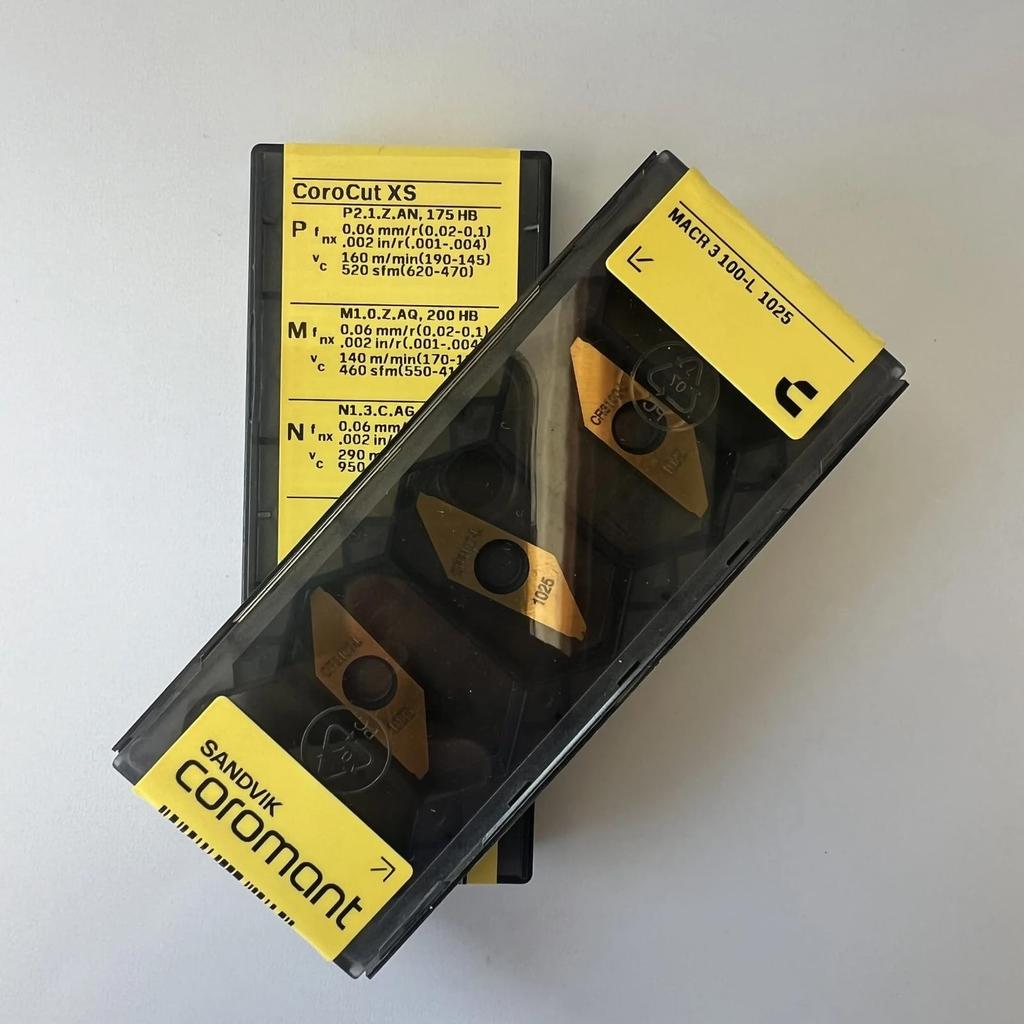 CoroCut XS
P2.1.Z.AN, 175 HB
P fnx 0.06 mm/r(0.02-0.1)
.002 in/r(.001-.004)
vc 160 m/min(190-145)
520 sfm(620-470)
M1.0.Z.AQ, 200 HB
M fnx 0.06 mm/r(0.02-0.1)
.002 in/r(.001-.004
vc 140 m/min(170-1
460 sfm(550-41
N1.3.C.AG
N fnx 0.06 mm/
.002 in/
vc 290 m
950
MACR 3 100-L 1025
1025
SANDVIK
coromant